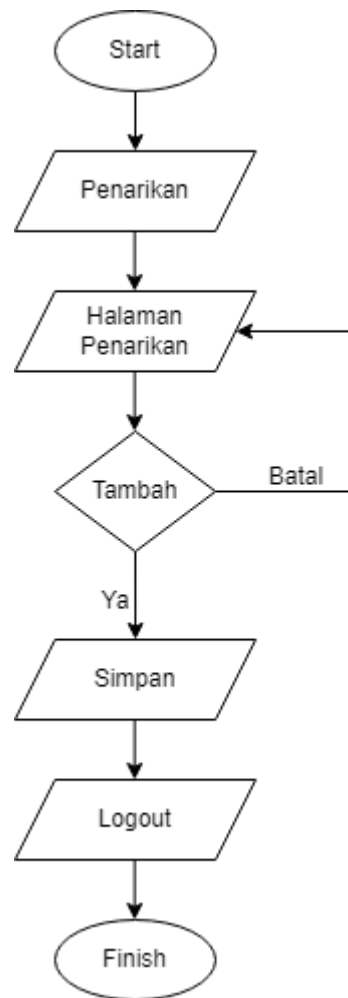 Start
Penarikan
Halaman
Penarikan
Tambah
Batal
Ya
Simpan
Logout
Finish